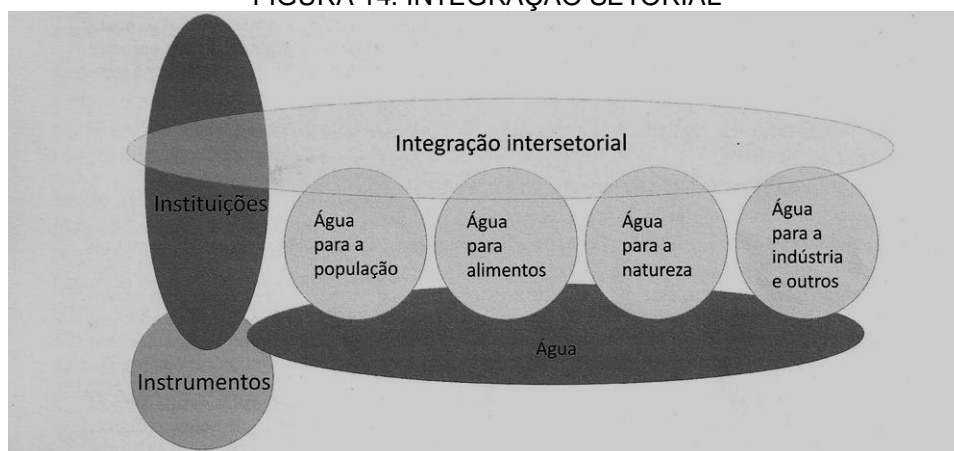 FIGURA 14: INTEGRAÇÃO SETORIAL
Integração intersetorial
Instituições
Água
para a
população
Água
para
alimentos
Água
para a
natureza
Água
para a
indústria
e outros
Água
Instrumentos